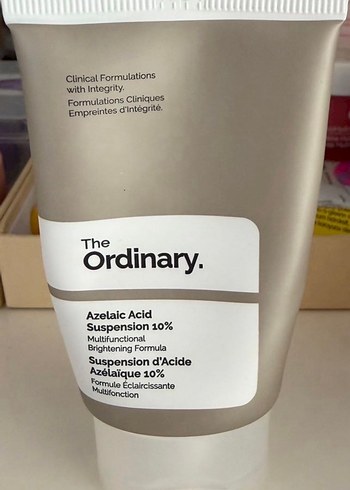 Clinical Formulations
with Integrity.
Formulations Cliniques
Empreintes d'Intégrité.
The
Ordinary.
Azelaic Acid
Suspension 10%
Multifunctional
Brightening Formula
Suspension d'Acide
Azélaïque 10%
Formule Éclaircissante
Multifonction